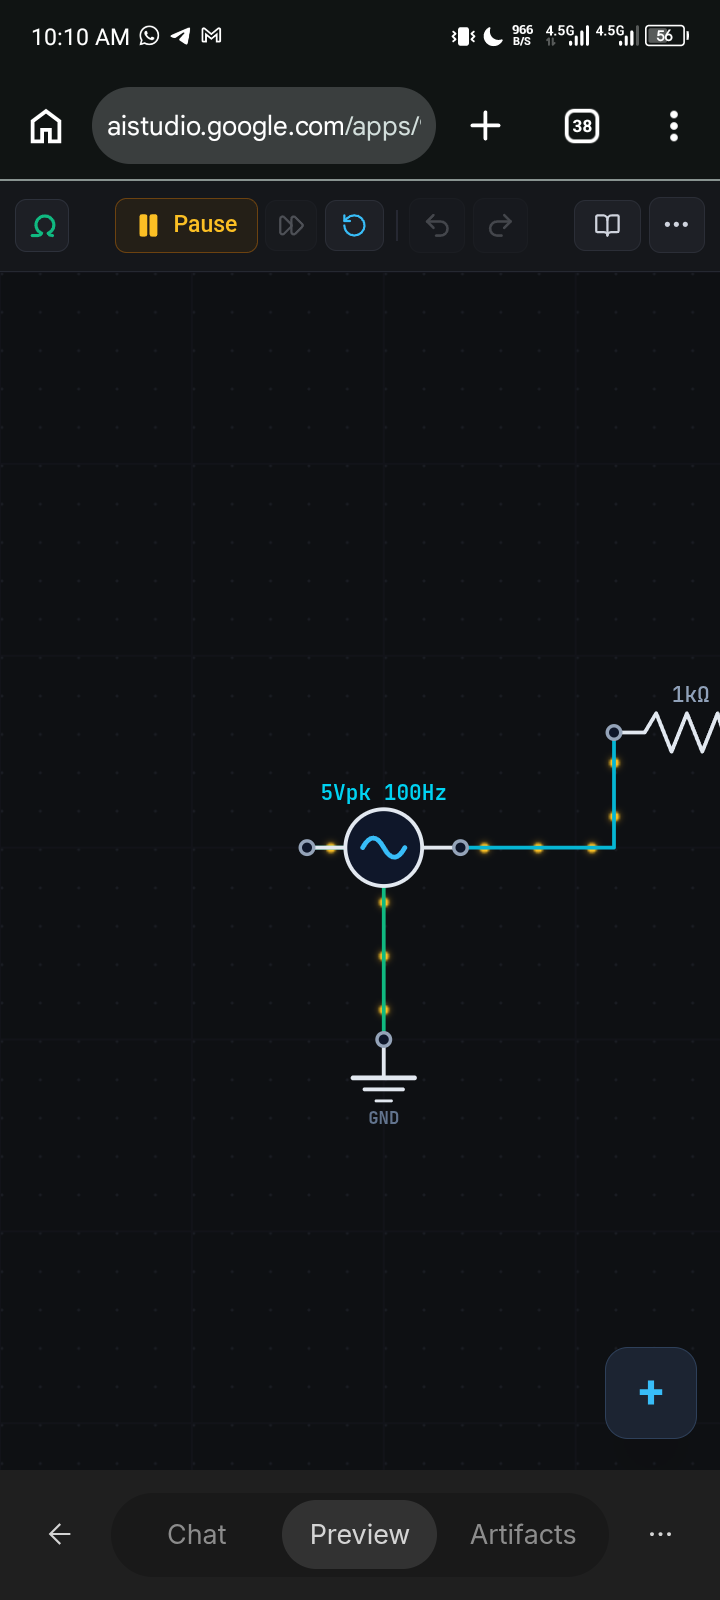 10:10 AM
966
B/S
4.5G
4.5G
56
aistudio.google.com/apps/
38
Pause
1kΩ
5Vpk 100Hz
GND
Chat
Preview
Artifacts